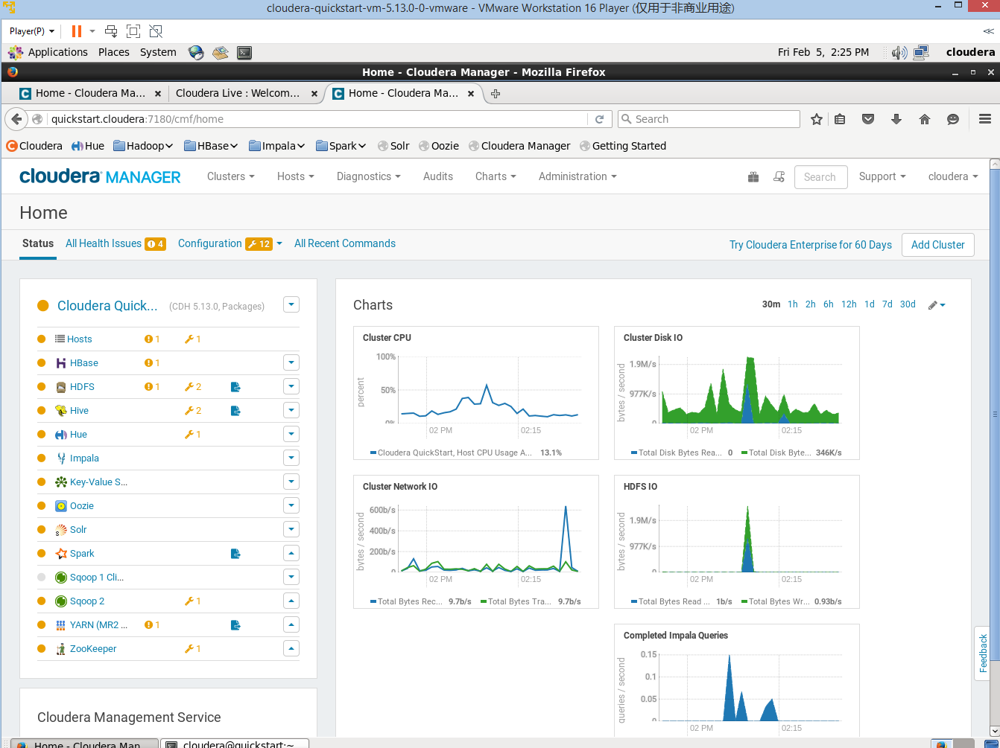 cloudera-quickstart-vm-5.13.0-0-vmware - VMware Workstation 16 Player (仅用于非商业用途)
Player(P)
Applications Places System Fri Feb 5, 2:25 PM cloudera
Home - Cloudera Manager - Mozilla Firefox
Home - Cloudera Ma... Cloudera Live : Welcom... Home - Cloudera Ma...
quickstart.cloudera:7180/cmf/home Search
Cloudera Hue Hadoop HBase Impala Spark Solr Oozie Cloudera Manager Getting Started
cloudera MANAGER Clusters Hosts Diagnostics Audits Charts Administration Search Support cloudera
Home
Status All Health Issues 4 Configuration 12 All Recent Commands Try Cloudera Enterprise for 60 Days Add Cluster
Cloudera Quick... (CDH 5.13.0, Packages)
Hosts 1 1
HBase 1
HDFS 1 2
Hive 2
Hue 1
Impala
Key-Value S...
Oozie
Solr
Spark
Sqoop 1 Cli...
Sqoop 2 1
YARN (MR2 ... 1
ZooKeeper 1
Cloudera Management Service
Charts 30m 1h 2h 6h 12h 1d 7d 30d
Cluster CPU
percent
100%
50%
0%
02 PM 02:15
Cloudera QuickStart, Host CPU Usage A... 13.1%
Cluster Disk IO
bytes / second
1.9M/s
977K/s
0
02 PM 02:15
Total Disk Bytes Rea... 0 Total Disk Byte... 346K/s
Cluster Network IO
bytes / second
600b/s
400b/s
200b/s
0
02 PM 02:15
Total Bytes Rec... 9.7b/s Total Bytes Tra... 9.7b/s
HDFS IO
bytes / second
1.9M/s
977K/s
0
02 PM 02:15
Total Bytes Read ... 1b/s Total Bytes Wr... 0.93b/s
Completed Impala Queries
queries / second
0.15
0.1
0.05
0
02 PM 02:15
Feedback
Home - Cloudera Man... cloudera@quickstart:~